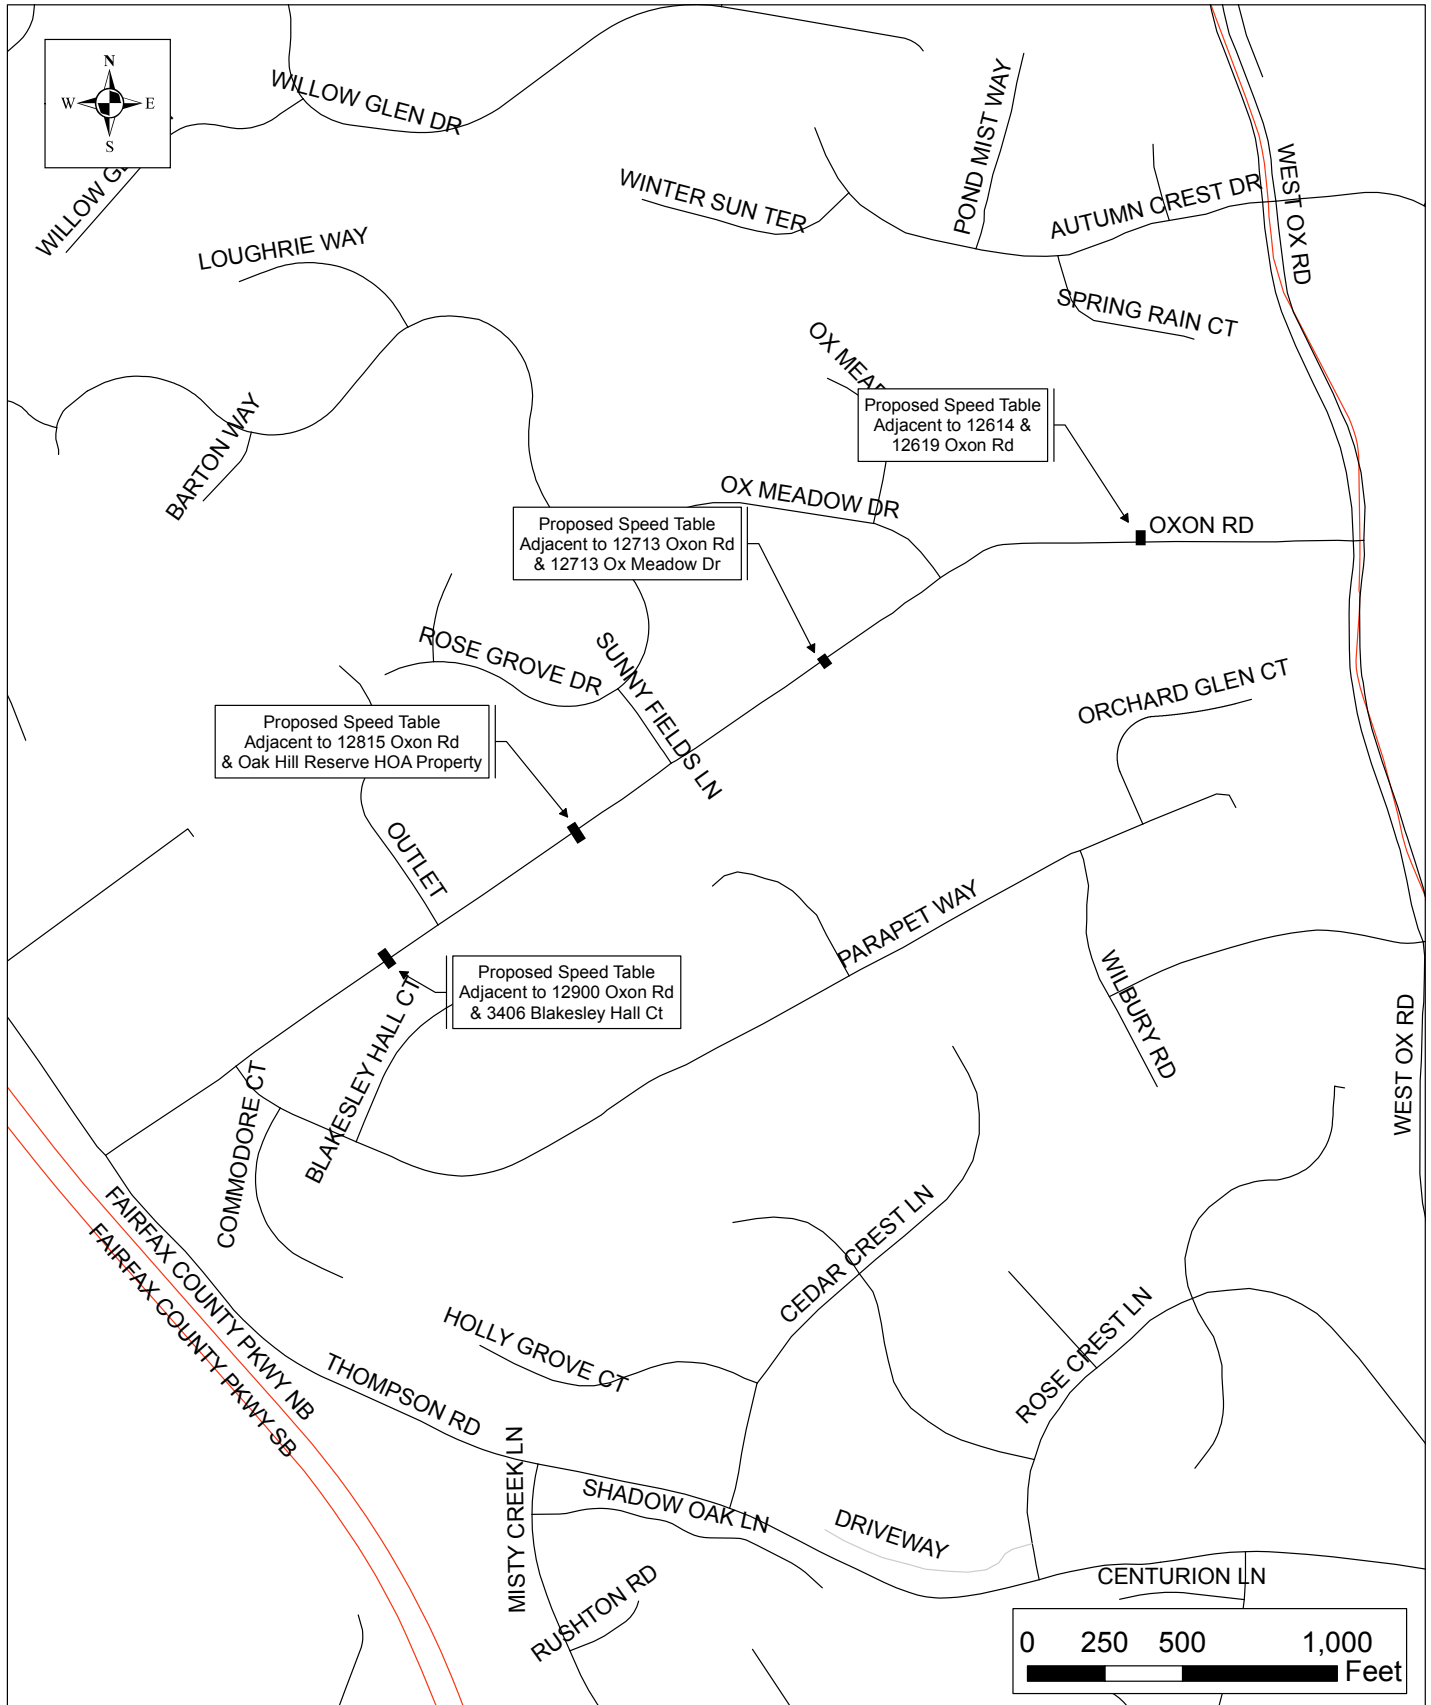 N
W
E
S
WILLOW GLEN DR
WILLOW
POND MIST WAY
WEST OX RD
WINTER SUN TER
AUTUMN CREST DR
LOUGHRIE WAY
SPRING RAIN CT
OX
Proposed Speed Table
Adjacent to 12614 &
12619 Oxon Rd
BARTON WAY
OX MEADOW DR
OXON RD
Proposed Speed Table
Adjacent to 12713 Oxon Rd
& 12713 Ox Meadow Dr
ROSE GROVE DR
SUNNY FIELDS LN
ORCHARD GLEN CT
Proposed Speed Table
Adjacent to 12815 Oxon Rd
& Oak Hill Reserve HOA Property
OUTLET
PARAPET WAY
WILBURY RD
Proposed Speed Table
Adjacent to 12900 Oxon Rd
& 3406 Blakesley Hall Ct
BLAKESLEY HALL CT
WEST OX RD
COMMODORE CT
FAIRFAX COUNTY PKWY NB
FAIRFAX COUNTY PKWY SB
CEDAR CREST LN
ROSE CREST LN
HOLLY GROVE CT
THOMPSON RD
MISTY CREEK LN
SHADOW OAK LN
DRIVEWAY
CENTURION LN
RUSHTON RD
0 250 500 1,000
Feet